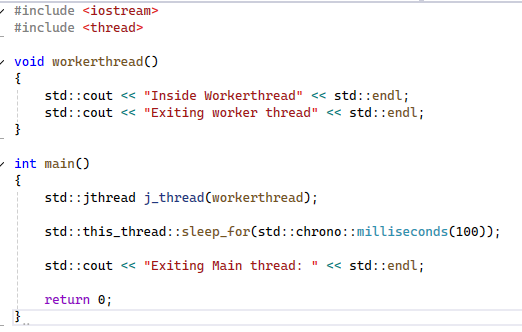 #include <iostream>
#include <thread>
void workerthread()
{
std::cout << "Inside Workerthread" << std::endl;
std::cout << "Exiting worker thread" << std::endl;
}
int main()
{
std::jthread j_thread(workerthread);
std::this_thread::sleep_for(std::chrono::milliseconds(100));
std::cout << "Exiting Main thread: " << std::endl;
return 0;
}